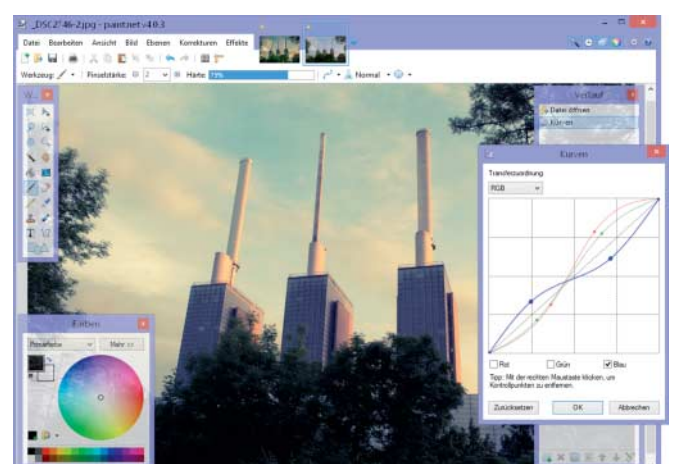 _DSC2746-2.jpg - paint.net v4.0.3
Datei Bearbeiten Ansicht Bild Ebenen Korrekturen Effekte
Werkzeug: Pinselstärke: 2 Härte: 75% Normal
W...
Verlauf
Datei öffnen
Kurven
Kurven
Transferzuordnung
RGB
Rot Grün Blau
Tipp: Mit der rechten Maustaste klicken, um
Kontrollpunkten zu entfernen.
Zurücksetzen OK Abbrechen
Farben
Primärfarbe Mehr >>